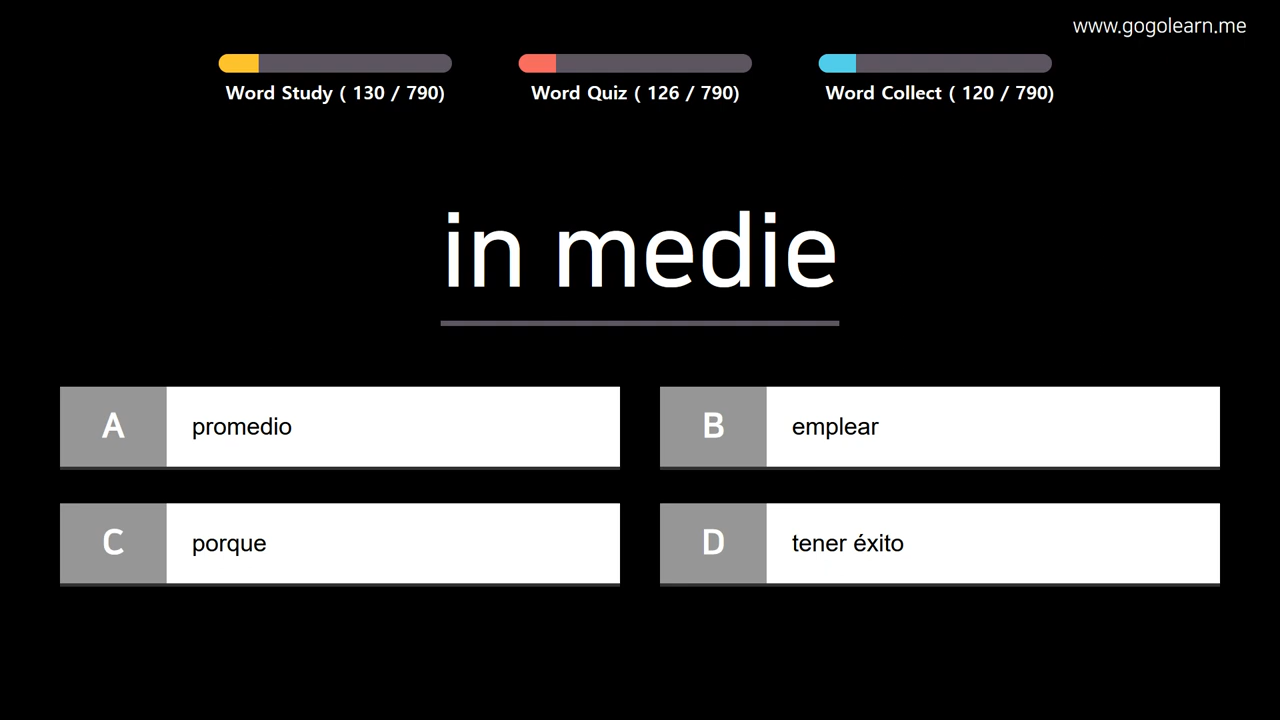 www.gogolearn.me
Word Study ( 130 / 790)
Word Quiz ( 126 / 790)
Word Collect ( 120 / 790)
in medie
A promedio
B emplear
C porque
D tener éxito